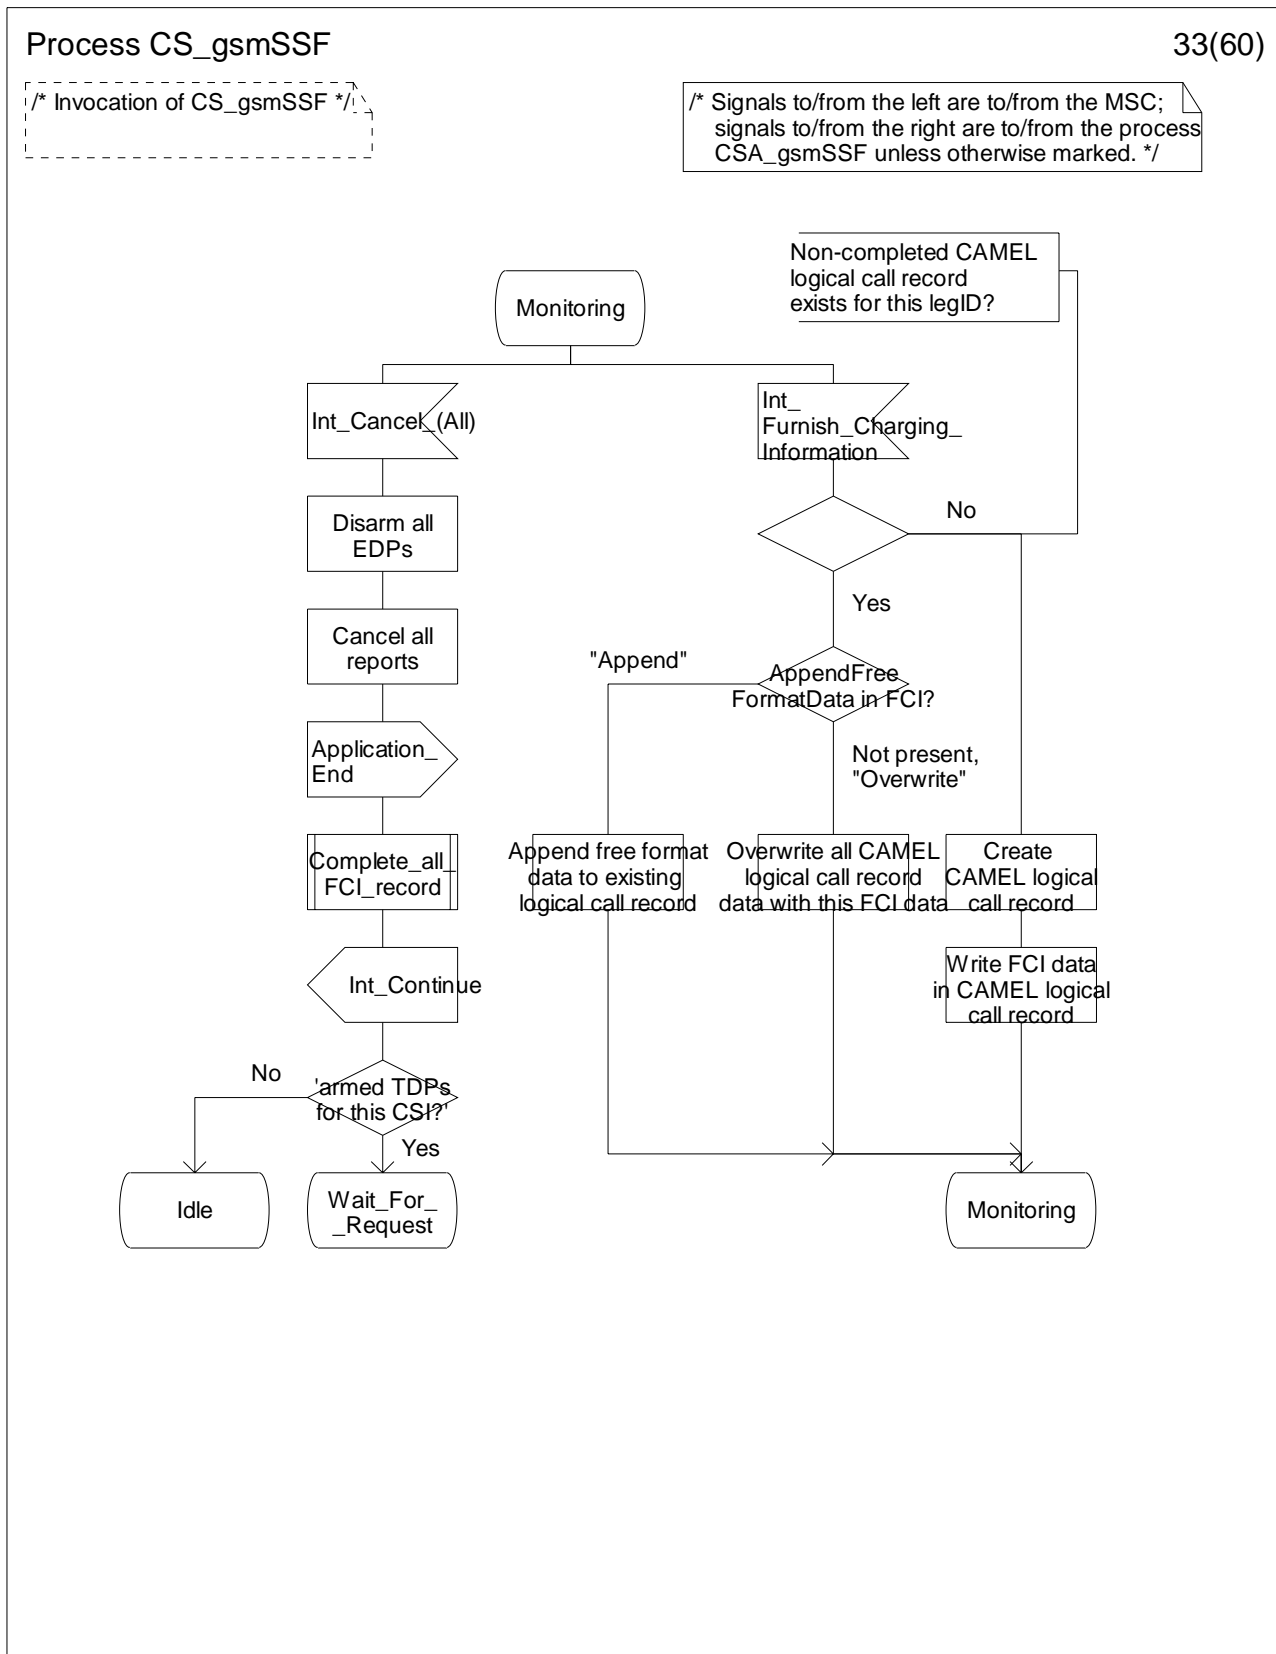 Process CS_gsmSSF
33(60)
/* Invocation of CS_gsmSSF */
/* Signals to/from the left are to/from the MSC;
signals to/from the right are to/from the process
CSA_gsmSSF unless otherwise marked. */
Non-completed CAMEL
logical call record
exists for this legID?
Monitoring
Int_Cancel_(All)
Int_
Furnish_Charging_
Information
Disarm all
EDPs
No
Yes
Cancel all
reports
"Append"
AppendFree
FormatData in FCI?
Application_
End
Not present,
"Overwrite"
Complete_all_
FCI_record
Append free format
data to existing
logical call record
Overwrite all CAMEL
logical call record
data with this FCI data
Create
CAMEL logical
call record
Int_Continue
Write FCI data
in CAMEL logical
call record
No
'armed TDPs
for this CSI?'
Yes
Idle
Wait_For_
_Request
Monitoring